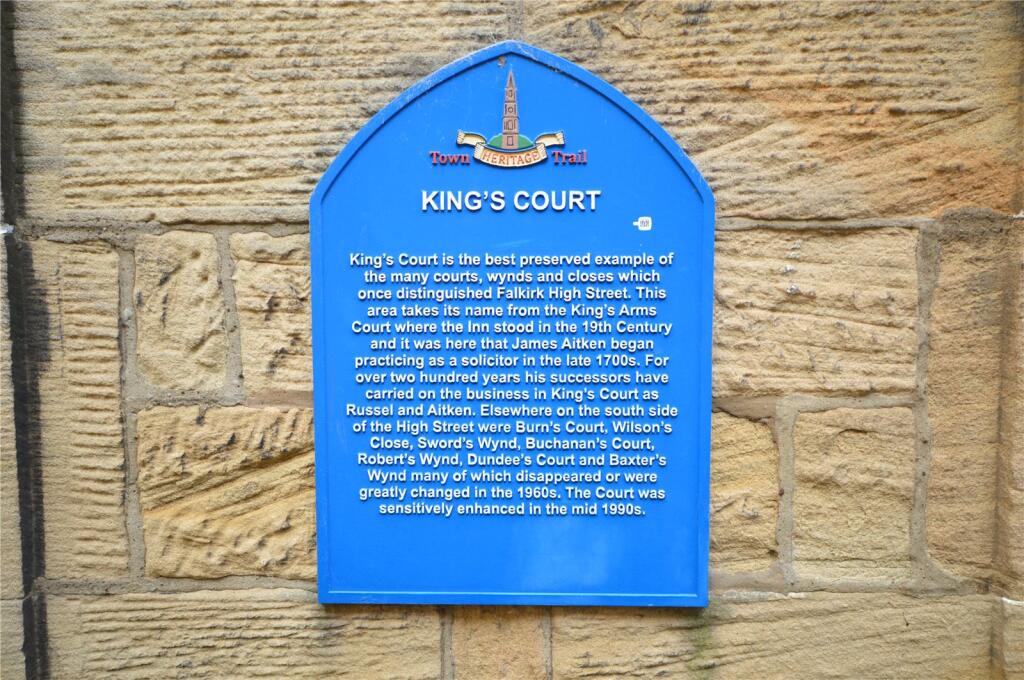 Town HERITAGE Trail
KING'S COURT
King's Court is the best preserved example of
the many courts, wynds and closes which
once distinguished Falkirk High Street. This
area takes its name from the King's Arms
Court where the Inn stood in the 19th Century
and it was here that James Aitken began
practicing as a solicitor in the late 1700s. For
over two hundred years his successors have
carried on the business in King's Court as
Russel and Aitken. Elsewhere on the south side
of the High Street were Burn's Court, Wilson's
Close, Sword's Wynd, Buchanan's Court,
Robert's Wynd, Dundee's Court and Baxter's
Wynd many of which disappeared or were
greatly changed in the 1960s. The Court was
sensitively enhanced in the mid 1990s.